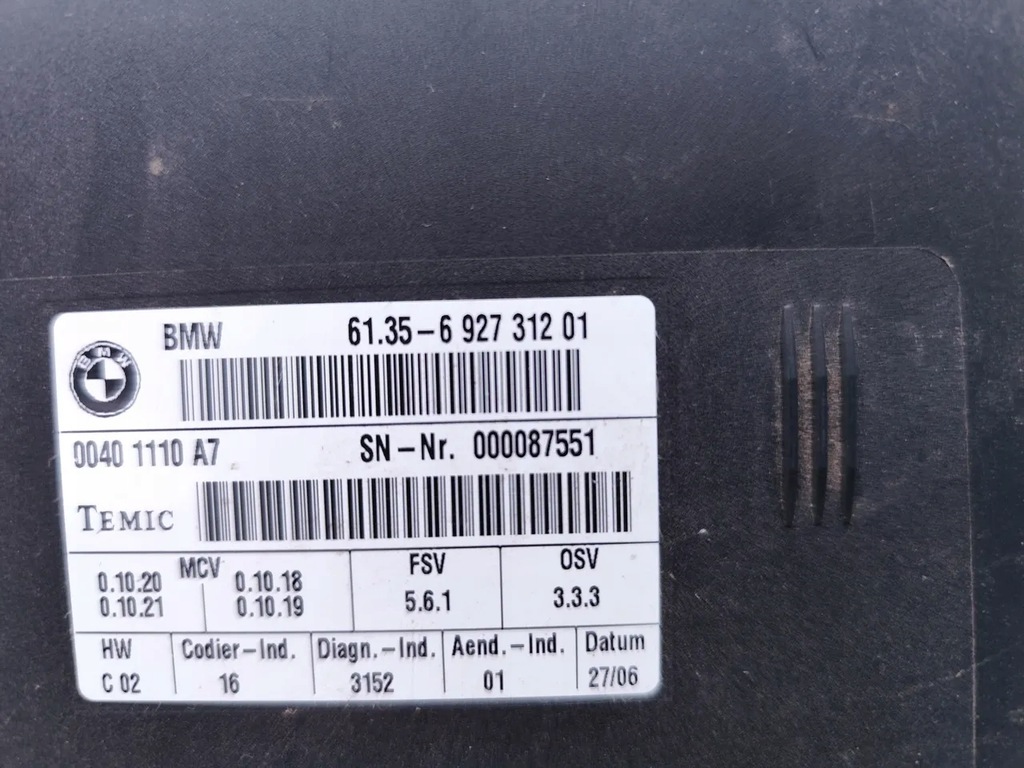 BMW 61.35-6 927 312 01
BMW
0040 1110 A7 SN-Nr. 000087551
TEMIC
MCV FSV OSV
0.10.20 0.10.18 5.6.1 3.3.3
0.10.21 0.10.19
HW Codier-Ind. Diagn.-Ind. Aend.-Ind. Datum
C 02 16 3152 01 27/06